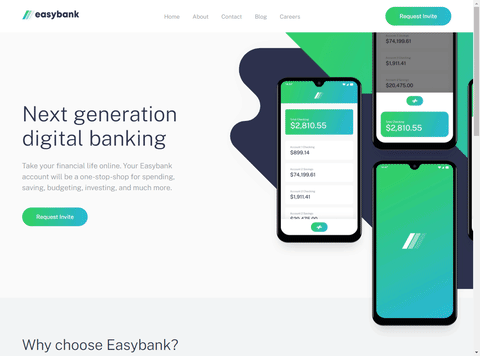 easybank
Home
About
Contact
Blog
Careers
Request Invite
Next generation
digital banking
Take your financial life online. Your Easybank
account will be a one-stop-shop for spending,
saving, budgeting, investing, and much more.
Request Invite
$2,810.55
$899.14
$74,199.61
$1,911.41
$20,475.00
$74,199.61
$1,911.41
$20,475.00
$2,810.55
Why choose Easybank?